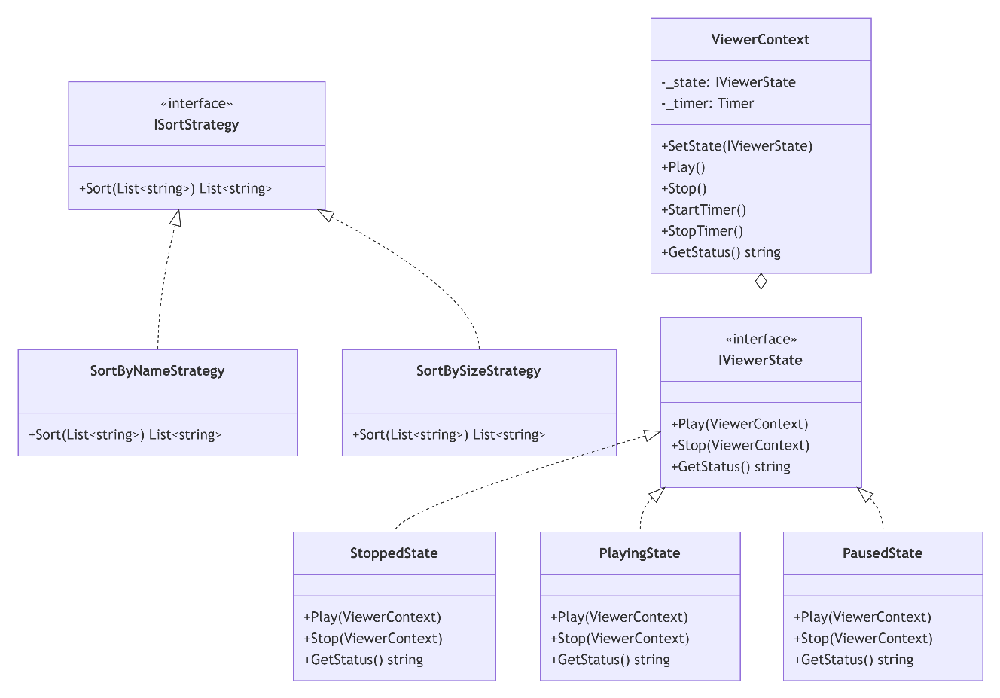 ViewerContext
-_state: IViewerState
-_timer: Timer
+SetState(IViewerState)
+Play()
+Stop()
+StartTimer()
+StopTimer()
+GetStatus() string
«interface»
ISortStrategy
+Sort(List<string>) List<string>
SortByNameStrategy
+Sort(List<string>) List<string>
SortBySizeStrategy
+Sort(List<string>) List<string>
«interface»
IViewerState
+Play(ViewerContext)
+Stop(ViewerContext)
+GetStatus() string
StoppedState
+Play(ViewerContext)
+Stop(ViewerContext)
+GetStatus() string
PlayingState
+Play(ViewerContext)
+Stop(ViewerContext)
+GetStatus() string
PausedState
+Play(ViewerContext)
+Stop(ViewerContext)
+GetStatus() string